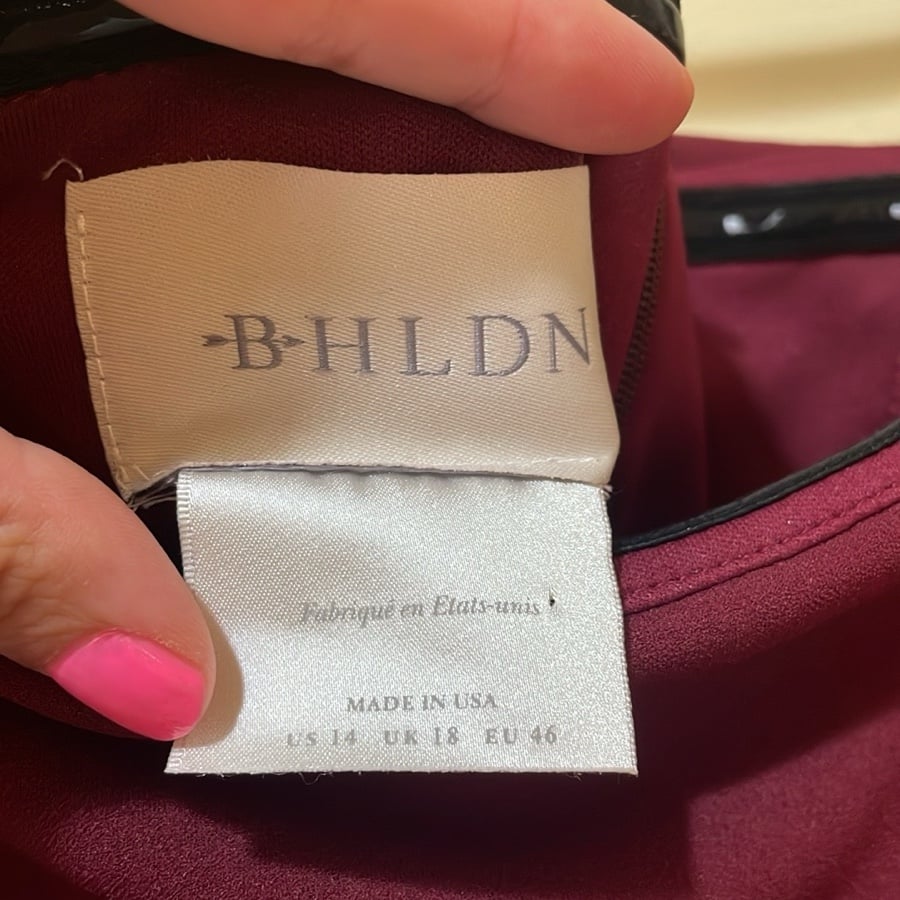 BHLDN
Fabriqué en Etats-unis
MADE IN USA
US 14 UK 18 EU 46